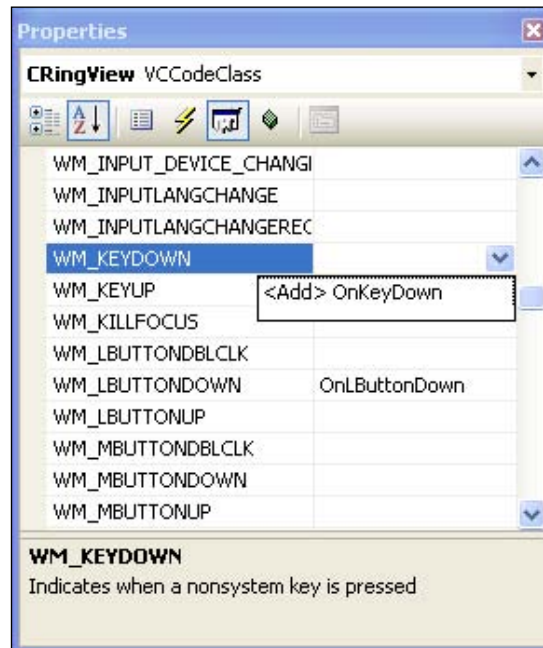 Properties
CRingView VCCodeClass
WM_INPUT_DEVICE_CHANGI
WM_INPUTLANGCHANGE
WM_INPUTLANGCHANGEREC
WM_KEYDOWN
WM_KEYUP <Add> OnKeyDown
WM_KILLFOCUS
WM_LBUTTONDBLCLK
WM_LBUTTONDOWN OnLButtonDown
WM_LBUTTONUP
WM_MBUTTONDBLCLK
WM_MBUTTONDOWN
WM_MBUTTONUP
WM_KEYDOWN
Indicates when a nonsystem key is pressed